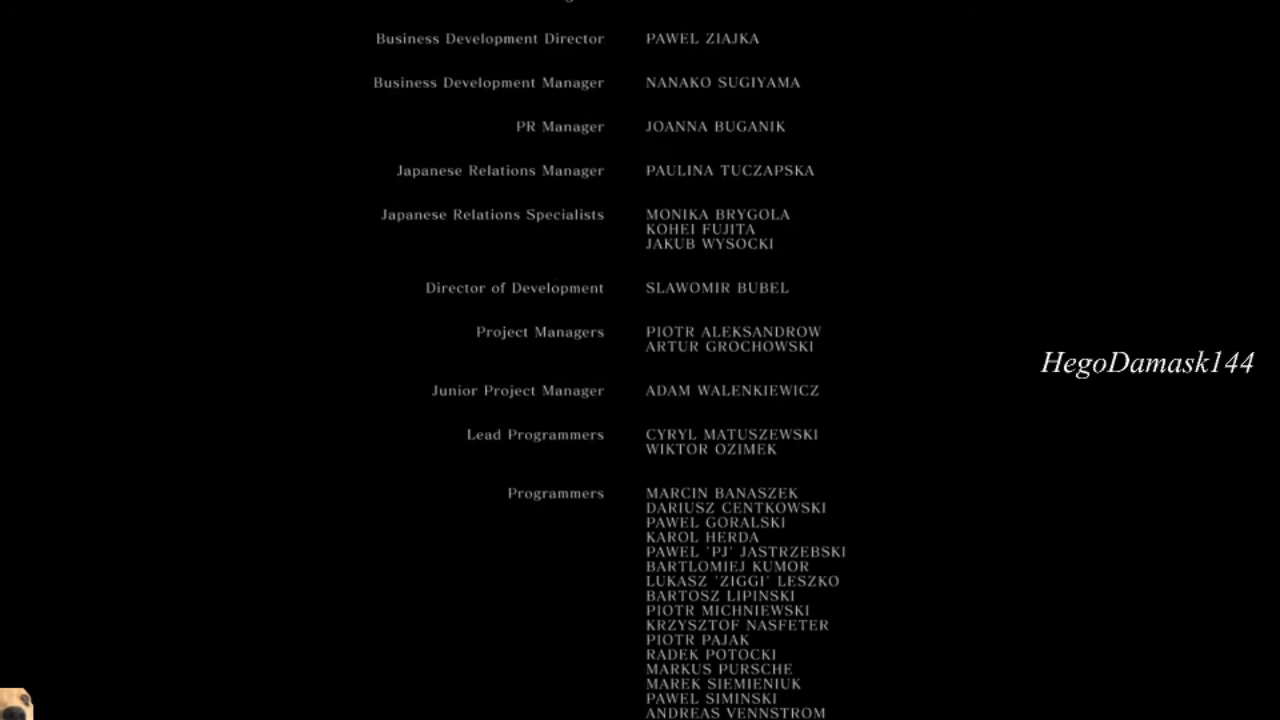 Business Development Director PAWEL ZIAJKA
Business Development Manager NANAKO SUGIYAMA
PR Manager JOANNA BUGANIK
Japanese Relations Manager PAULINA TUCZAPSKA
Japanese Relations Specialists MONIKA BRYGOLA
KOHEI FUJITA
JAKUB WYSOCKI
Director of Development SLAWOMIR BUBEL
Project Managers PIOTR ALEKSANDROW
ARTUR GROCHOWSKI
HegoDamask144
Junior Project Manager ADAM WALENKIEWICZ
Lead Programmers CYRYL MATUSZEWSKI
WIKTOR OZIMEK
Programmers MARCIN BANASZEK
DARIUSZ CENTKOWSKI
PAWEL GORALSKI
KAROL HERDA
PAWEL 'PJ' JASTRZEBSKI
BARTLOMIEJ KUMOR
LUKASZ 'ZIGGI' LESZKO
BARTOSZ LIPINSKI
PIOTR MICHNIEWSKI
KRZYSZTOF NASFETER
PIOTR PAJAK
RADEK POTOCKI
MARKUS PURSCHE
MAREK SIEMIENIUK
PAWEL SIMINSKI
ANDREAS VENNSTROM